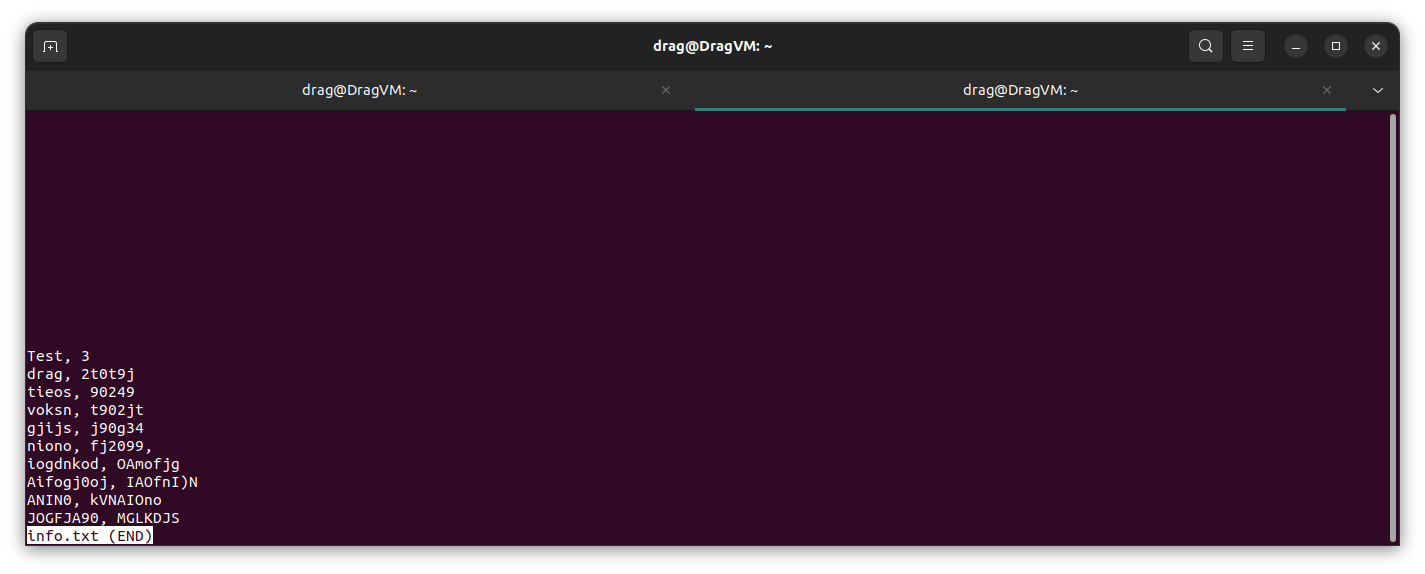 drag@DragVM: ~
drag@DragVM: ~
drag@DragVM: ~
Test, 3
drag, 2t0t9j
tieos, 90249
voksn, t902jt
gjijs, j90g34
niono, fj2099,
iogdnkod, OAmofjg
Aifogj0oj, IAOfnI)N
ANIN0, kVNAIOno
JOGFJA90, MGLKDJS
info.txt (END)